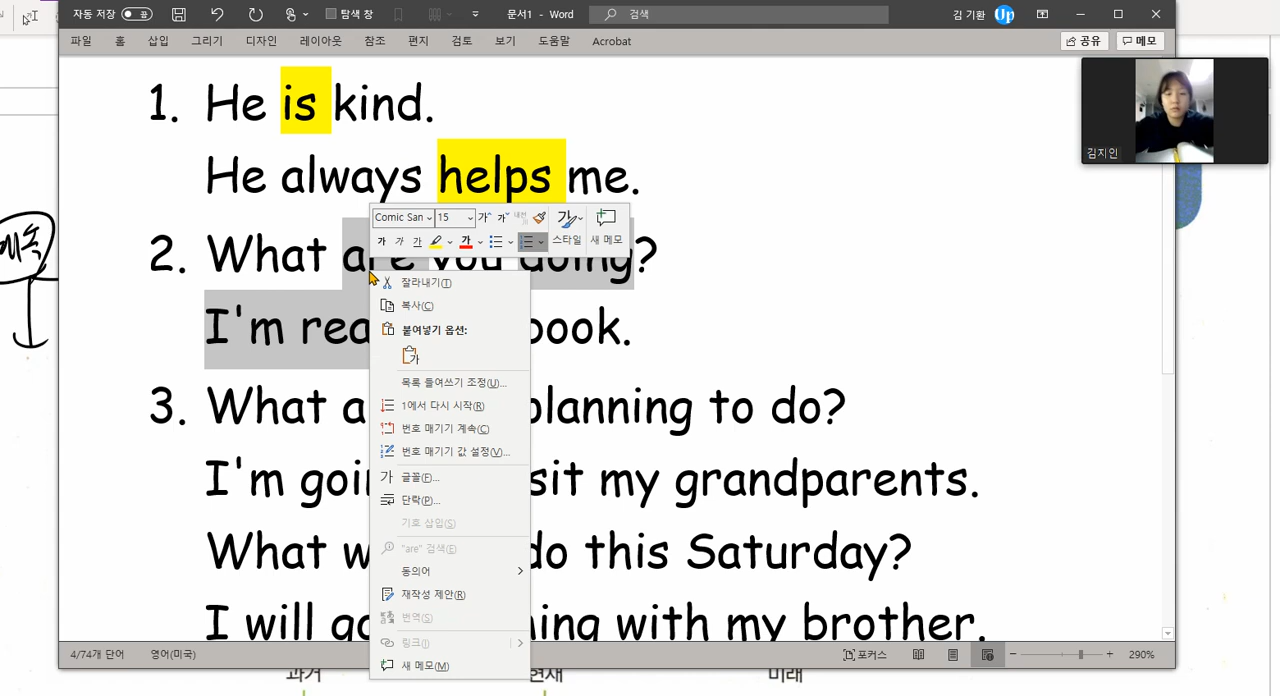 자동 저장 끔 탐색 창 문서1 - Word 검색 김 기환 Up
파일 홈 삽입 그리기 디자인 레이아웃 참조 편지 검토 보기 도움말 Acrobat 공유 메모
1. He is kind.
He always helps me.
김지인
Comic San 15
가 가 가 가 스타일 새 메모
2. What are you doing?
I'm rea book.
3. What a planning to do?
I'm goin sit my grandparents.
What w do this Saturday?
I will go hing with my brother.
잘라내기(T)
복사(C)
붙여넣기 옵션:
목록 들여쓰기 조정(U)...
1에서 다시 시작(R)
번호 매기기 계속(C)
번호 매기기 값 설정(V)...
가 글꼴(F)...
단락(P)...
기호 삽입(S)
"are" 검색(E)
동의어
재작성 제안(R)
번역(S)
링크(I)
새 메모(M)
4/74개 단어 영어(미국) 포커스 290%
과거 현재 미래